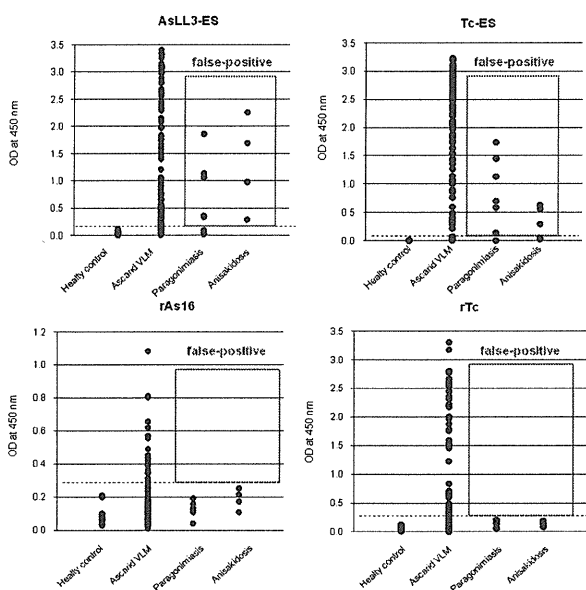 AsLL3-ES
3.5
3.0
2.5
2.0
1.5
1.0
0.5
0.0
OD at 450 nm
false-positive
Healty control
Ascarid VLM
Paragonimiasis
Anisakidosis
Tc-ES
3.5
3.0
2.5
2.0
1.5
1.0
0.5
0.0
OD at 450 nm
false-positive
Healty control
Ascarid VLM
Paragonimiasis
Anisakidosis
rAs16
1.2
1.0
0.8
0.6
0.4
0.2
0.0
OD at 450 nm
false-positive
Healty control
Ascarid VLM
Paragonimiasis
Anisakidosis
rTc
3.5
3.0
2.5
2.0
1.5
1.0
0.5
0.0
OD at 450 nm
false-positive
Healty control
Ascarid VLM
Paragonimiasis
Anisakidosis